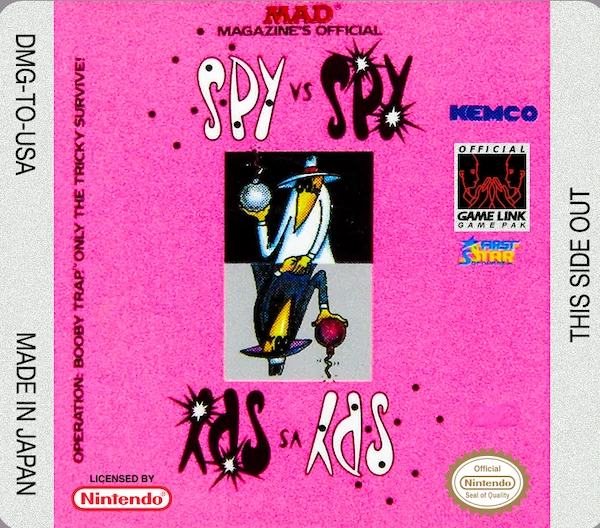 MAD
MAGAZINE'S OFFICIAL
SPY VS SPY
KEMCO
OFFICIAL
GAME LINK
GAME PAK
FIRST
STAR
SPY VS SPY
LICENSED BY
Nintendo®
Official
Nintendo
Seal of Quality
DMG-TO-USA
MADE IN JAPAN
OPERATION: BOOBY TRAP. ONLY THE TRICKY SURVIVE!
THIS SIDE OUT